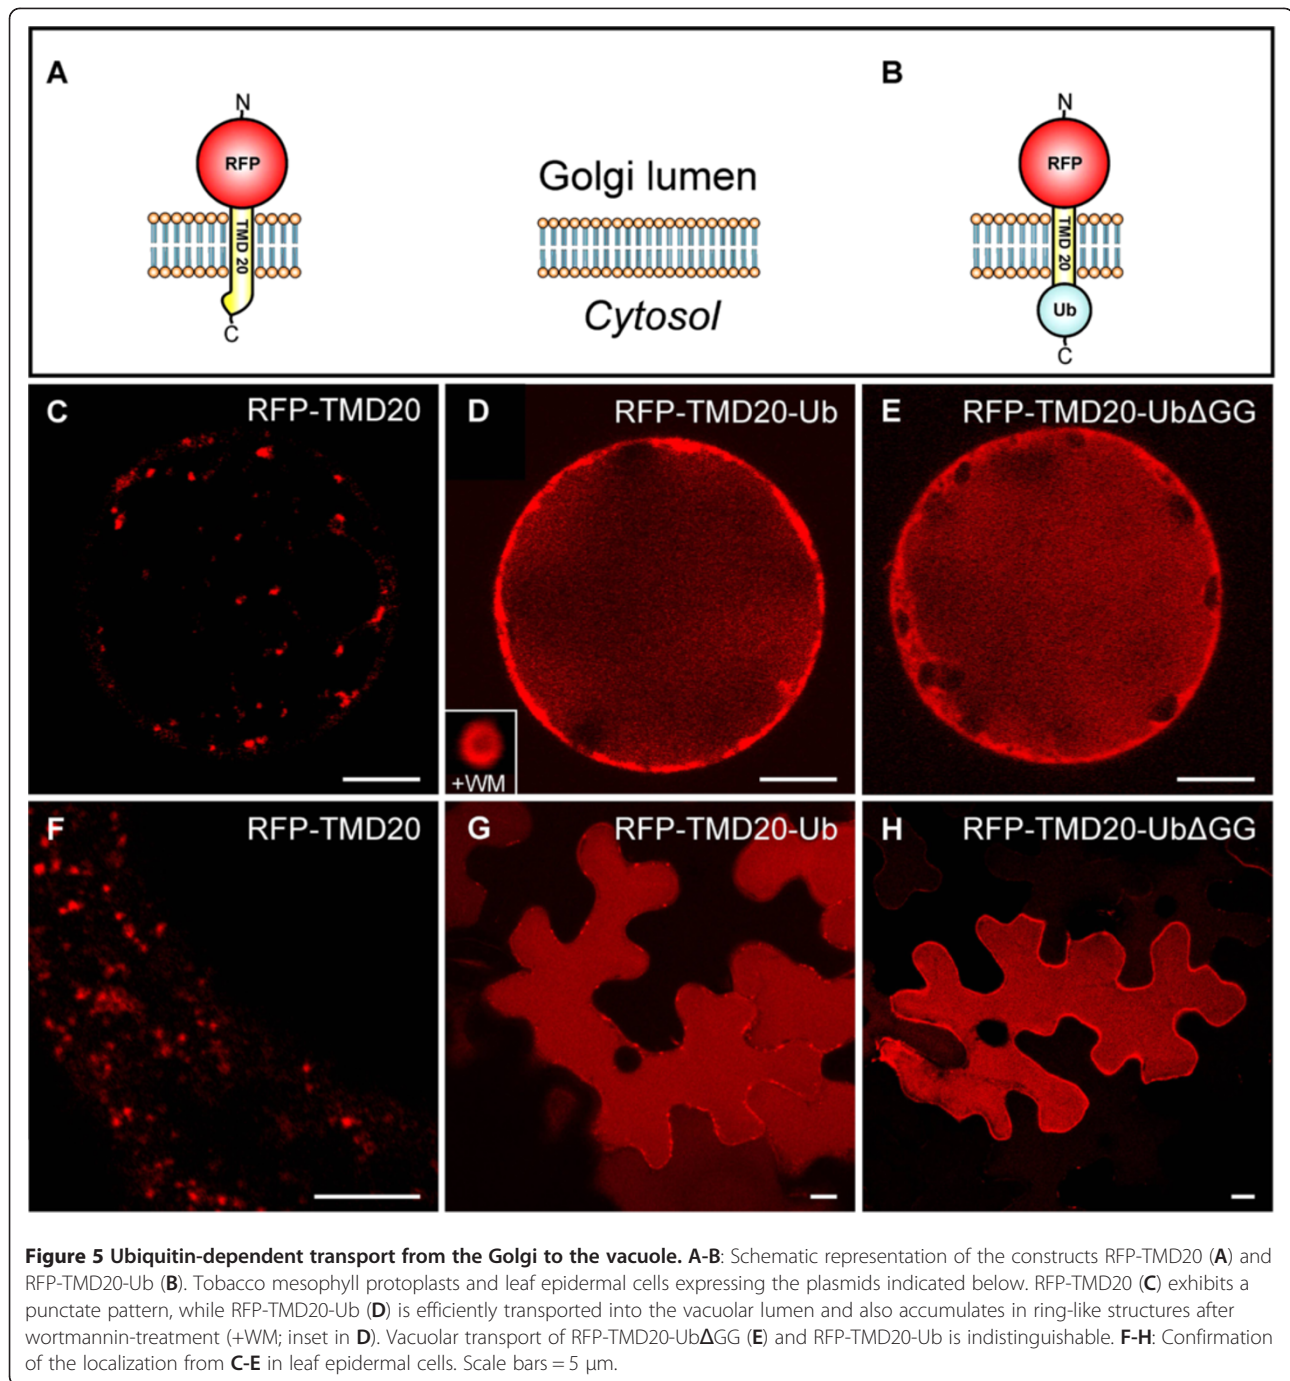 A
B
N
RFP
TMD 20
C
Golgi lumen
Cytosol
N
RFP
TMD 20
Ub
C
C
RFP-TMD20
D
RFP-TMD20-Ub
+WM
E
RFP-TMD20-UbΔGG
F
RFP-TMD20
G
RFP-TMD20-Ub
H
RFP-TMD20-UbΔGG
Figure 5 Ubiquitin-dependent transport from the Golgi to the vacuole. A-B: Schematic representation of the constructs RFP-TMD20 (A) and
RFP-TMD20-Ub (B). Tobacco mesophyll protoplasts and leaf epidermal cells expressing the plasmids indicated below. RFP-TMD20 (C) exhibits a
punctate pattern, while RFP-TMD20-Ub (D) is efficiently transported into the vacuolar lumen and also accumulates in ring-like structures after
wortmannin-treatment (+WM; inset in D). Vacuolar transport of RFP-TMD20-UbΔGG (E) and RFP-TMD20-Ub is indistinguishable. F-H: Confirmation
of the localization from C-E in leaf epidermal cells. Scale bars = 5 μm.